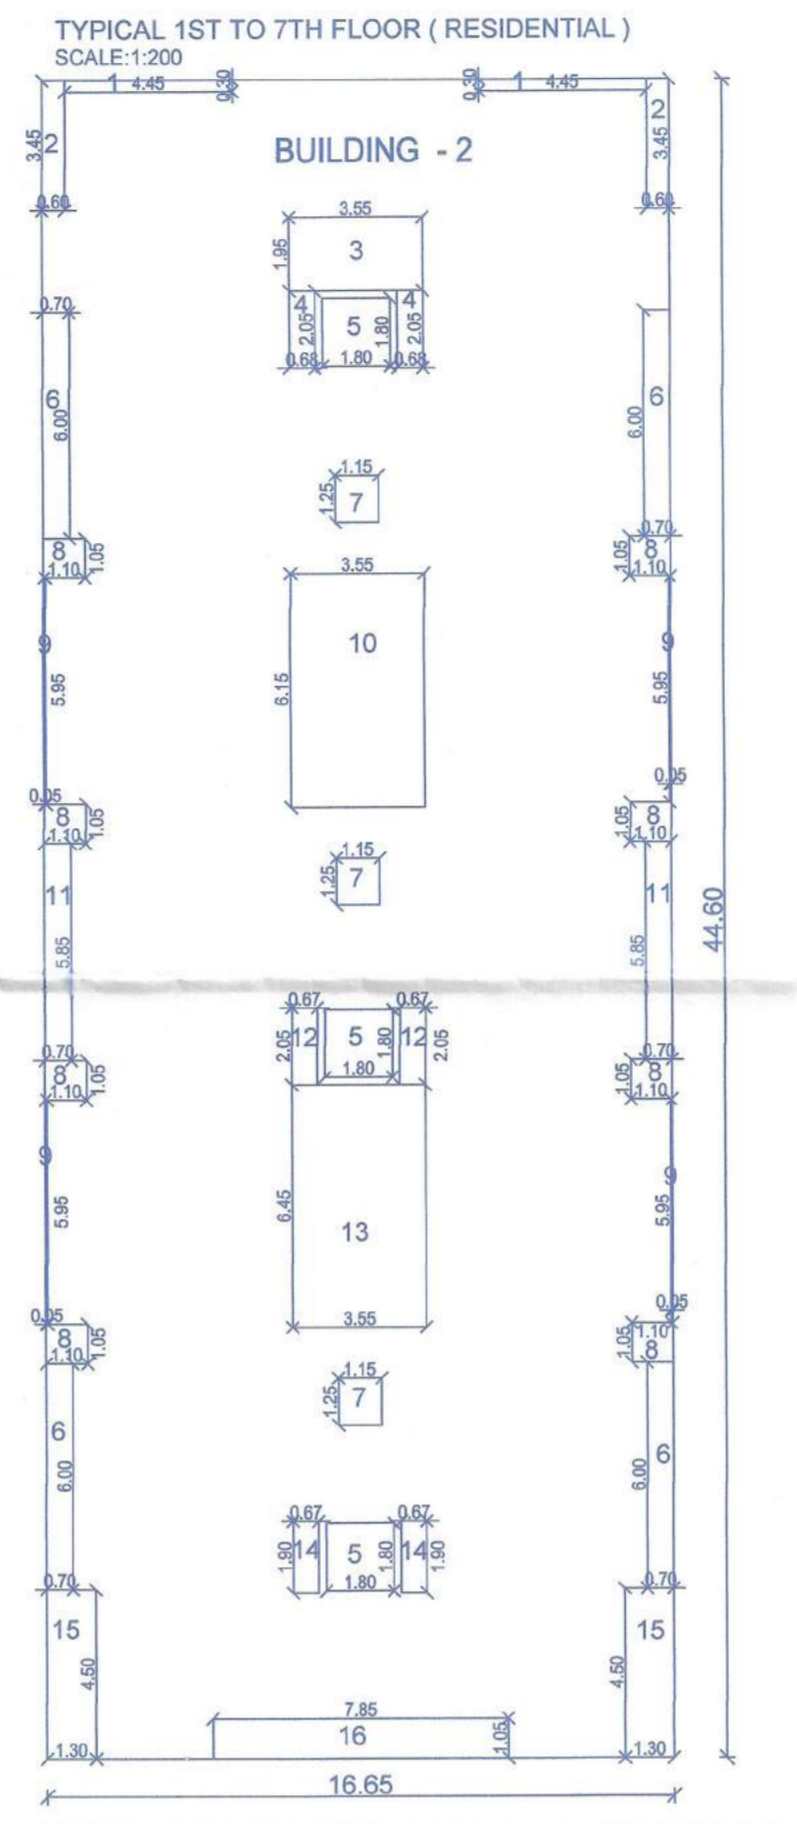 TYPICAL 1ST TO 7TH FLOOR ( RESIDENTIAL )
SCALE:1:200
1 4.45 0.30 0.30 1 4.45
3.45 2 2 3.45
BUILDING - 2
0.60 0.60
3.55
1.95 3
4 2.05 5 1.80 4 2.05
0.68 1.80 0.68
0.70
6 6.00 6.00 6
1.15
1.25 7
0.70
8 1.05 1.05 8
1.10 1.10
3.55
9 10 9
5.95 6.15 5.95
0.05 0.05
8 1.05 1.05 8
1.10 1.10
1.15
1.25 7
11 11
5.85 5.85
44.60
0.67 0.67
2.05 12 5 1.80 12 2.05
1.80
0.70 0.70
8 1.05 1.05 8
1.10 1.10
9 9
5.95 6.45 13 5.95
0.05 3.55 0.05
8 1.05 1.05 1.10
1.10 8
1.15
1.25 7
6 6
6.00 6.00
0.67 0.67
1.90 14 5 1.80 14 1.90
1.80
0.70 0.70
15 15
4.50 4.50
7.85
16 1.05
1.30 1.30
16.65